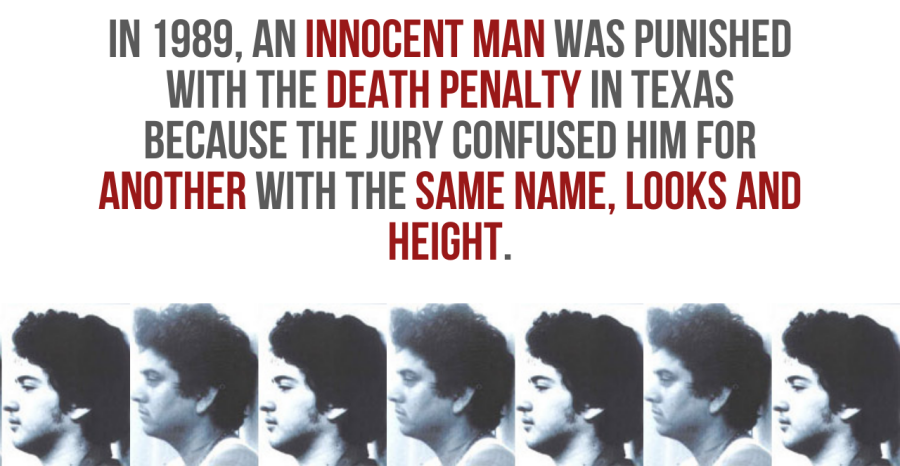 IN 1989, AN INNOCENT MAN WAS PUNISHED
WITH THE DEATH PENALTY IN TEXAS
BECAUSE THE JURY CONFUSED HIM FOR
ANOTHER WITH THE SAME NAME, LOOKS AND
HEIGHT.